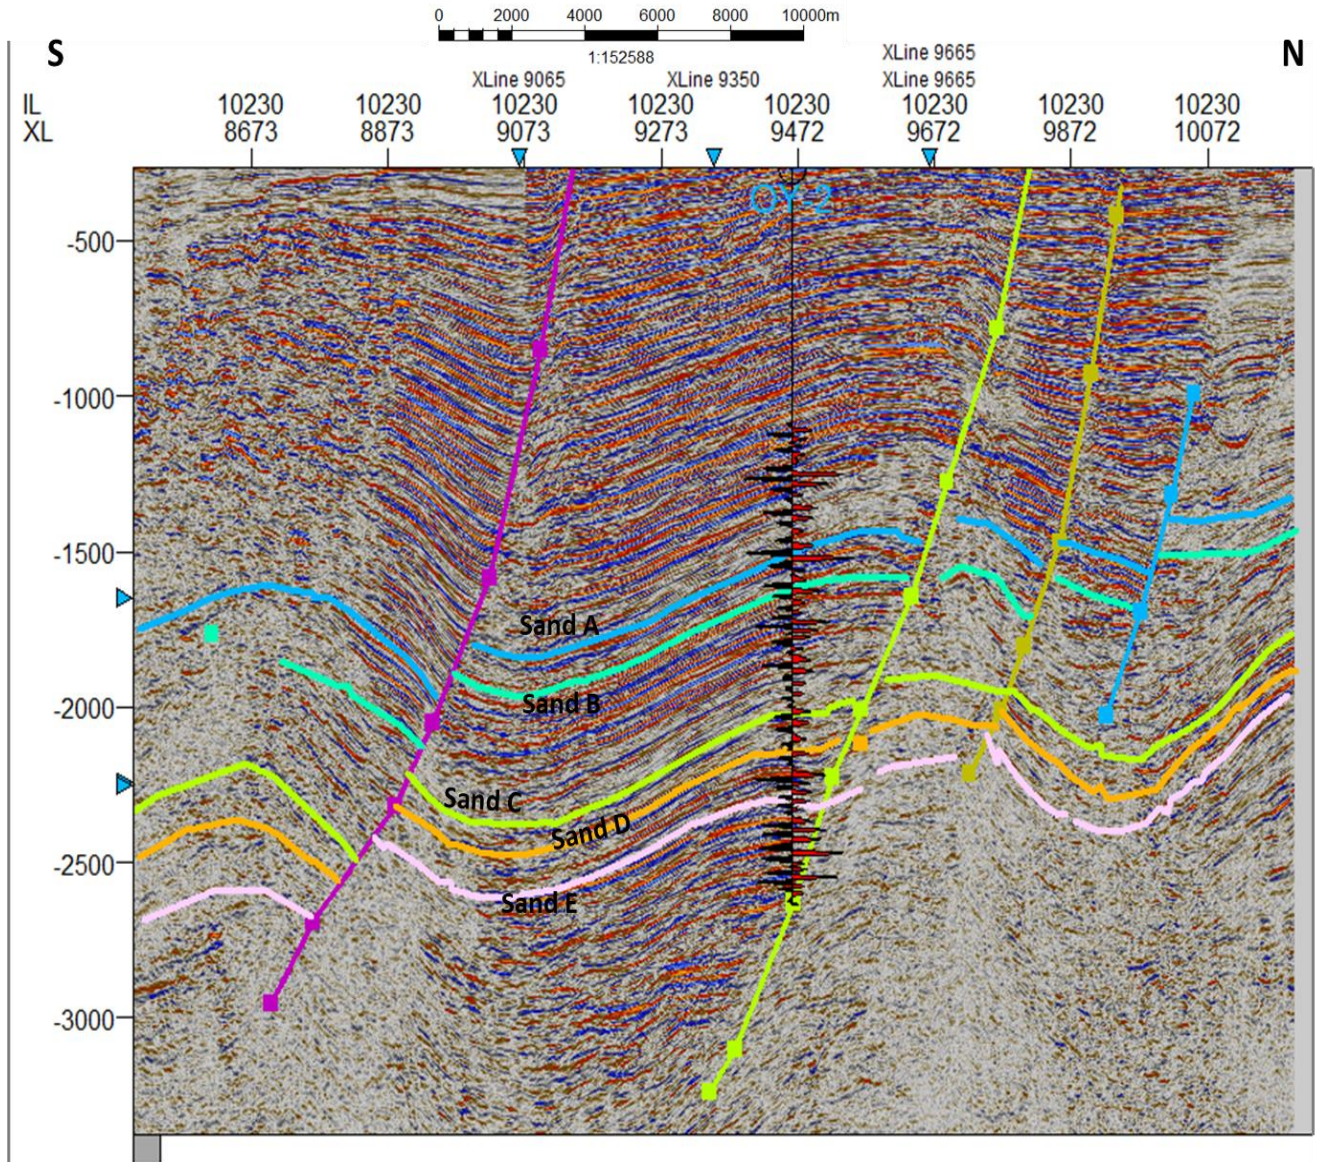 0 2000 4000 6000 8000 10000m
1:152588
S N
XLine 9665
XLine 9065 XLine 9350 XLine 9665
IL 10230 10230 10230 10230 10230 10230 10230 10230
XL 8673 8873 9073 9273 9472 9672 9872 10072
OY-2
-500
-1000
-1500
Sand A
Sand B
-2000
Sand C
Sand D
-2500
Sand E
-3000